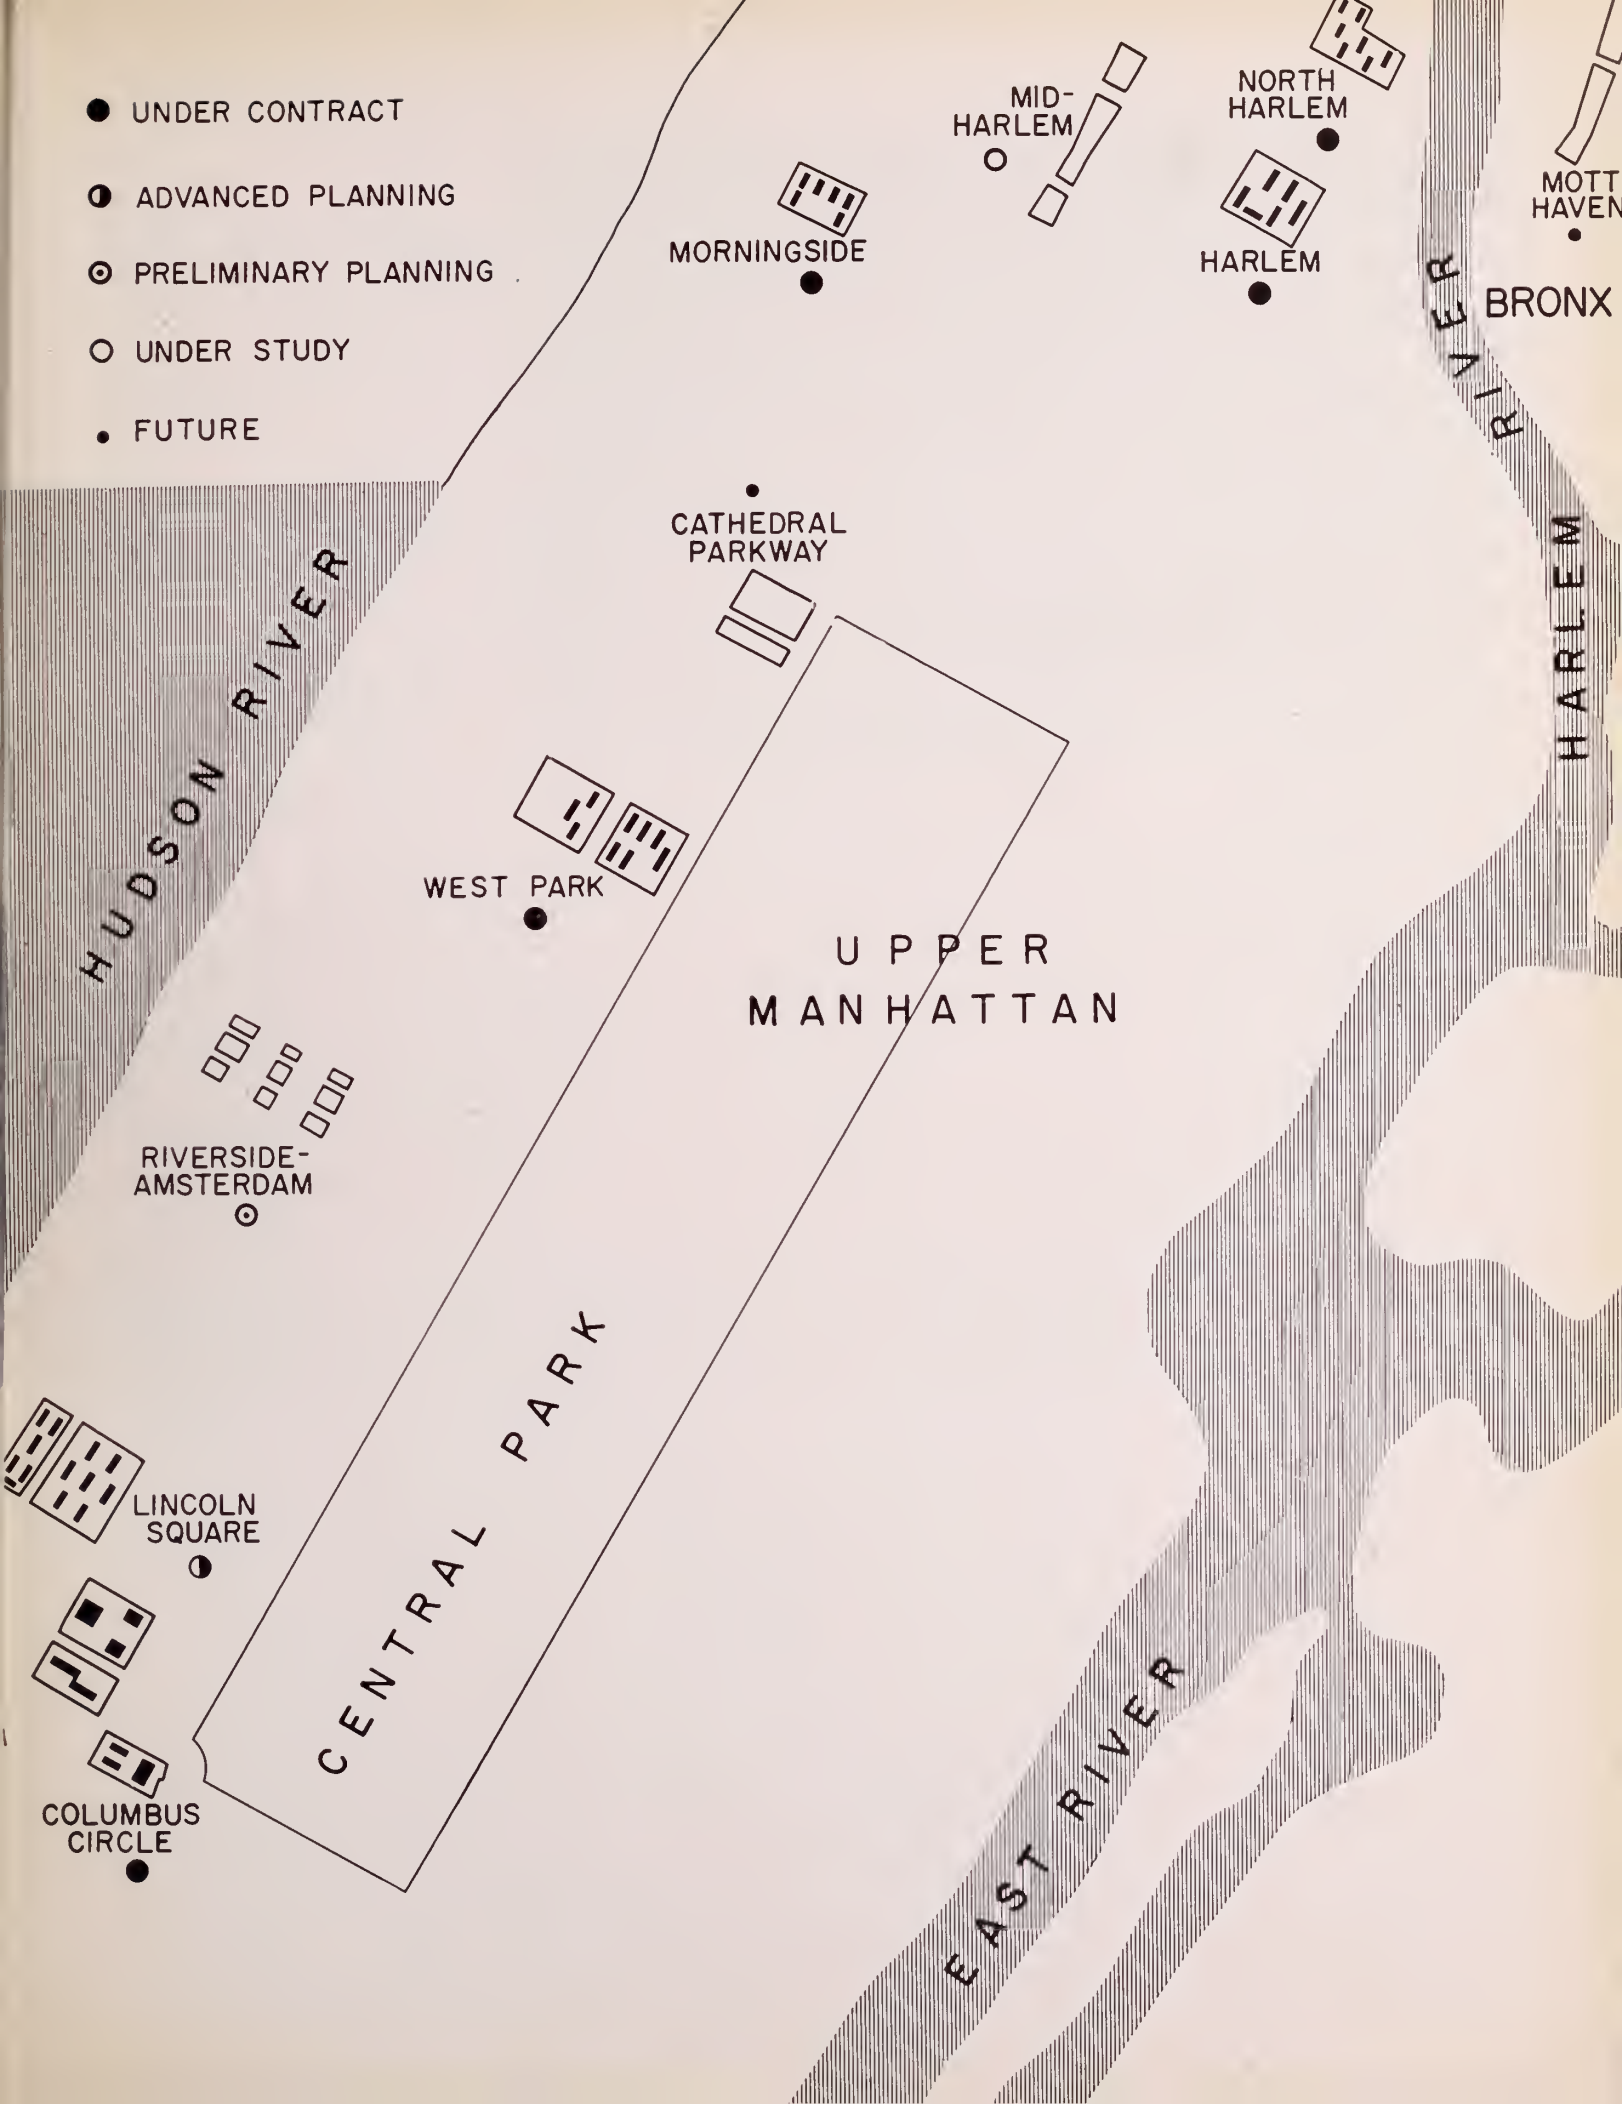 UNDER CONTRACT
ADVANCED PLANNING
PRELIMINARY PLANNING
UNDER STUDY
FUTURE
MID-
HARLEM
NORTH
HARLEM
MORNINGSIDE
HARLEM
MOTT
HAVEN
BRONX
HARLEM RIVER
CATHEDRAL
PARKWAY
HUDSON RIVER
WEST PARK
UPPER
MANHATTAN
RIVERSIDE-
AMSTERDAM
CENTRAL PARK
LINCOLN
SQUARE
COLUMBUS
CIRCLE
EAST RIVER